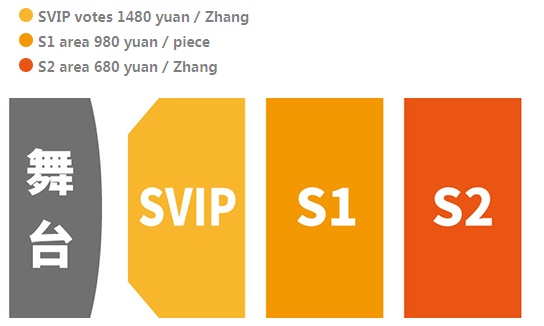 SVIP votes 1480 yuan / Zhang
S1 area 980 yuan / piece
S2 area 680 yuan / Zhang
舞台
SVIP
S1
S2